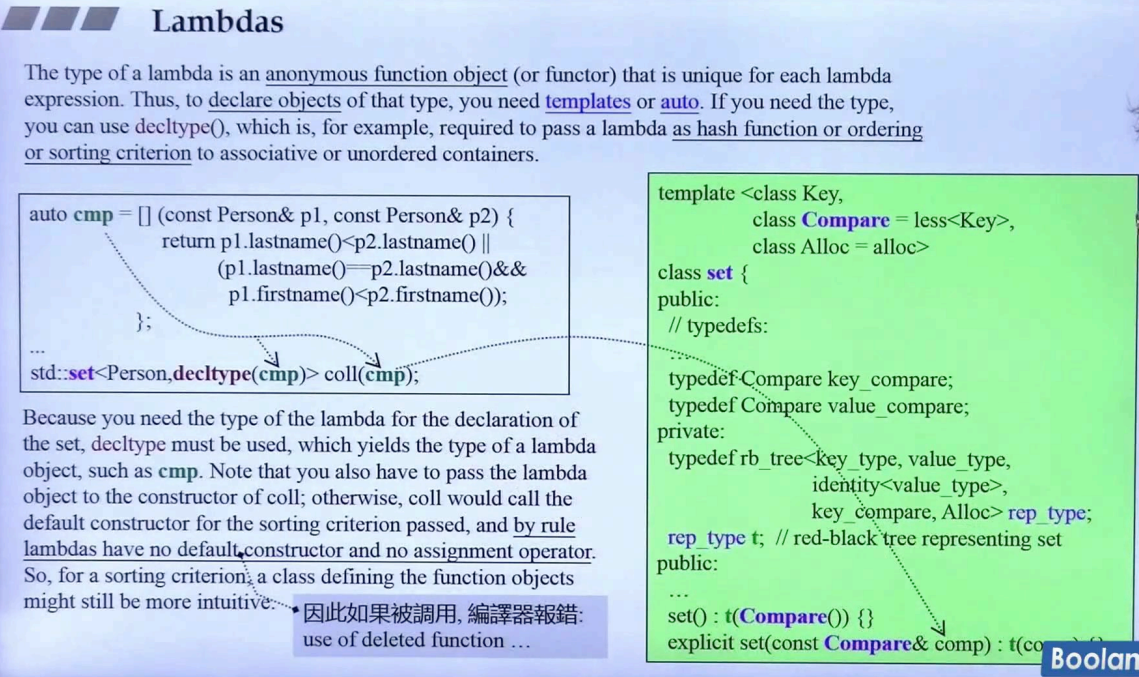 Lambdas
The type of a lambda is an anonymous function object (or functor) that is unique for each lambda
expression. Thus, to declare objects of that type, you need templates or auto. If you need the type,
you can use decltype(), which is, for example, required to pass a lambda as hash function or ordering
or sorting criterion to associative or unordered containers.
auto cmp = [] (const Person& p1, const Person& p2) {
return p1.lastname()<p2.lastname() ||
(p1.lastname()==p2.lastname()&&
p1.firstname()<p2.firstname());
};
...
std::set<Person,decltype(cmp)> coll(cmp);
Because you need the type of the lambda for the declaration of
the set, decltype must be used, which yields the type of a lambda
object, such as cmp. Note that you also have to pass the lambda
object to the constructor of coll; otherwise, coll would call the
default constructor for the sorting criterion passed, and by rule
lambdas have no default constructor and no assignment operator.
So, for a sorting criterion, a class defining the function objects
might still be more intuitive.
因此如果被調用, 編譯器報錯:
use of deleted function ...
template <class Key,
class Compare = less<Key>,
class Alloc = alloc>
class set {
public:
// typedefs:
...
typedef Compare key_compare;
typedef Compare value_compare;
private:
typedef rb_tree<key_type, value_type,
identity<value_type>,
key_compare, Alloc> rep_type;
rep_type t; // red-black tree representing set
public:
...
set() : t(Compare()) {}
explicit set(const Compare& comp) : t(co
Boolan